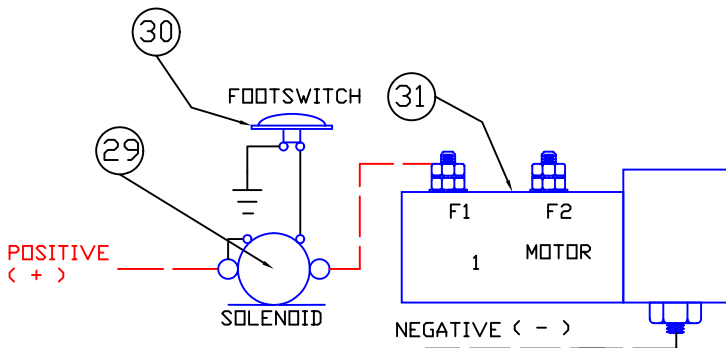 30
FOOTSWITCH
31
29
F1
F2
POSITIVE
( + )
1
MOTOR
SOLENOID
NEGATIVE ( - )